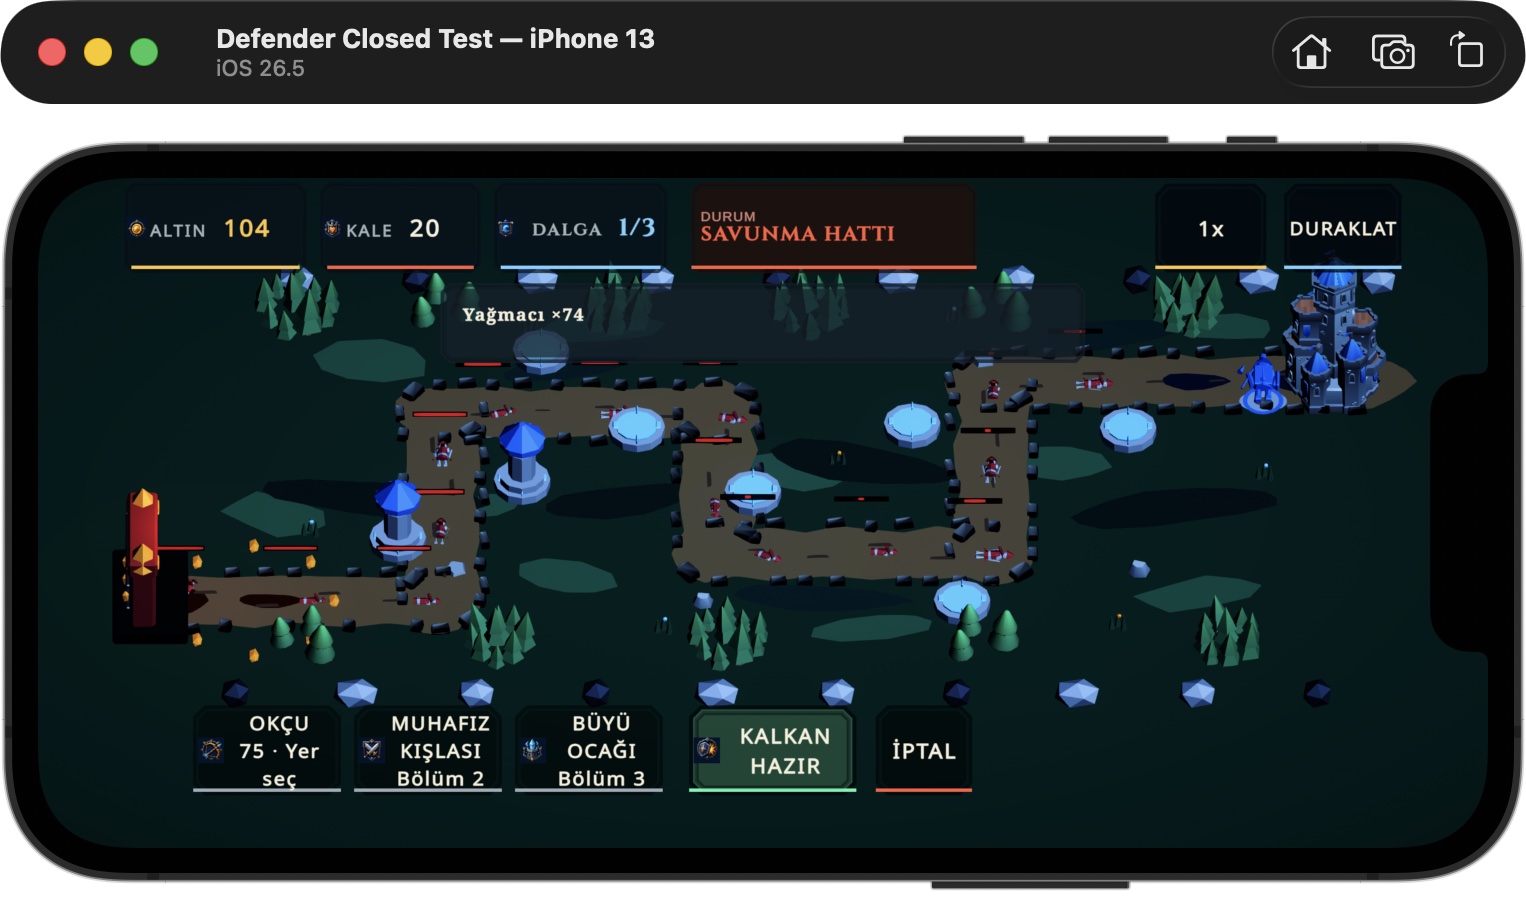 Defender Closed Test — iPhone 13
iOS 26.5
ALTIN 104
KALE 20
DALGA 1/3
DURUM
SAVUNMA HATTI
1x
DURAKLAT
Yağmacı ×74
OKÇU
75 · Yer
seç
MUHAFIZ
KIŞLASI
Bölüm 2
BÜYÜ
OCAĞI
Bölüm 3
KALKAN
HAZIR
İPTAL